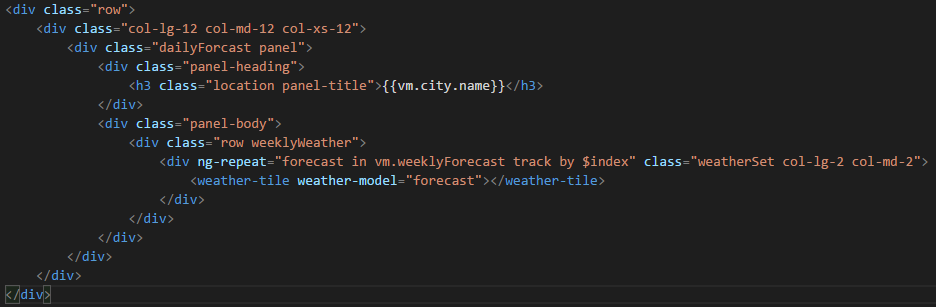 <div class="row">
    <div class="col-lg-12 col-md-12 col-xs-12">
        <div class="dailyForcast panel">
            <div class="panel-heading">
                <h3 class="location panel-title">{{vm.city.name}}</h3>
            </div>
            <div class="panel-body">
                <div class="row weeklyWeather">
                    <div ng-repeat="forecast in vm.weeklyForecast track by $index" class="weatherSet col-lg-2 col-md-2">
                        <weather-tile weather-model="forecast"></weather-tile>
                    </div>
                </div>
            </div>
        </div>
    </div>
</div>